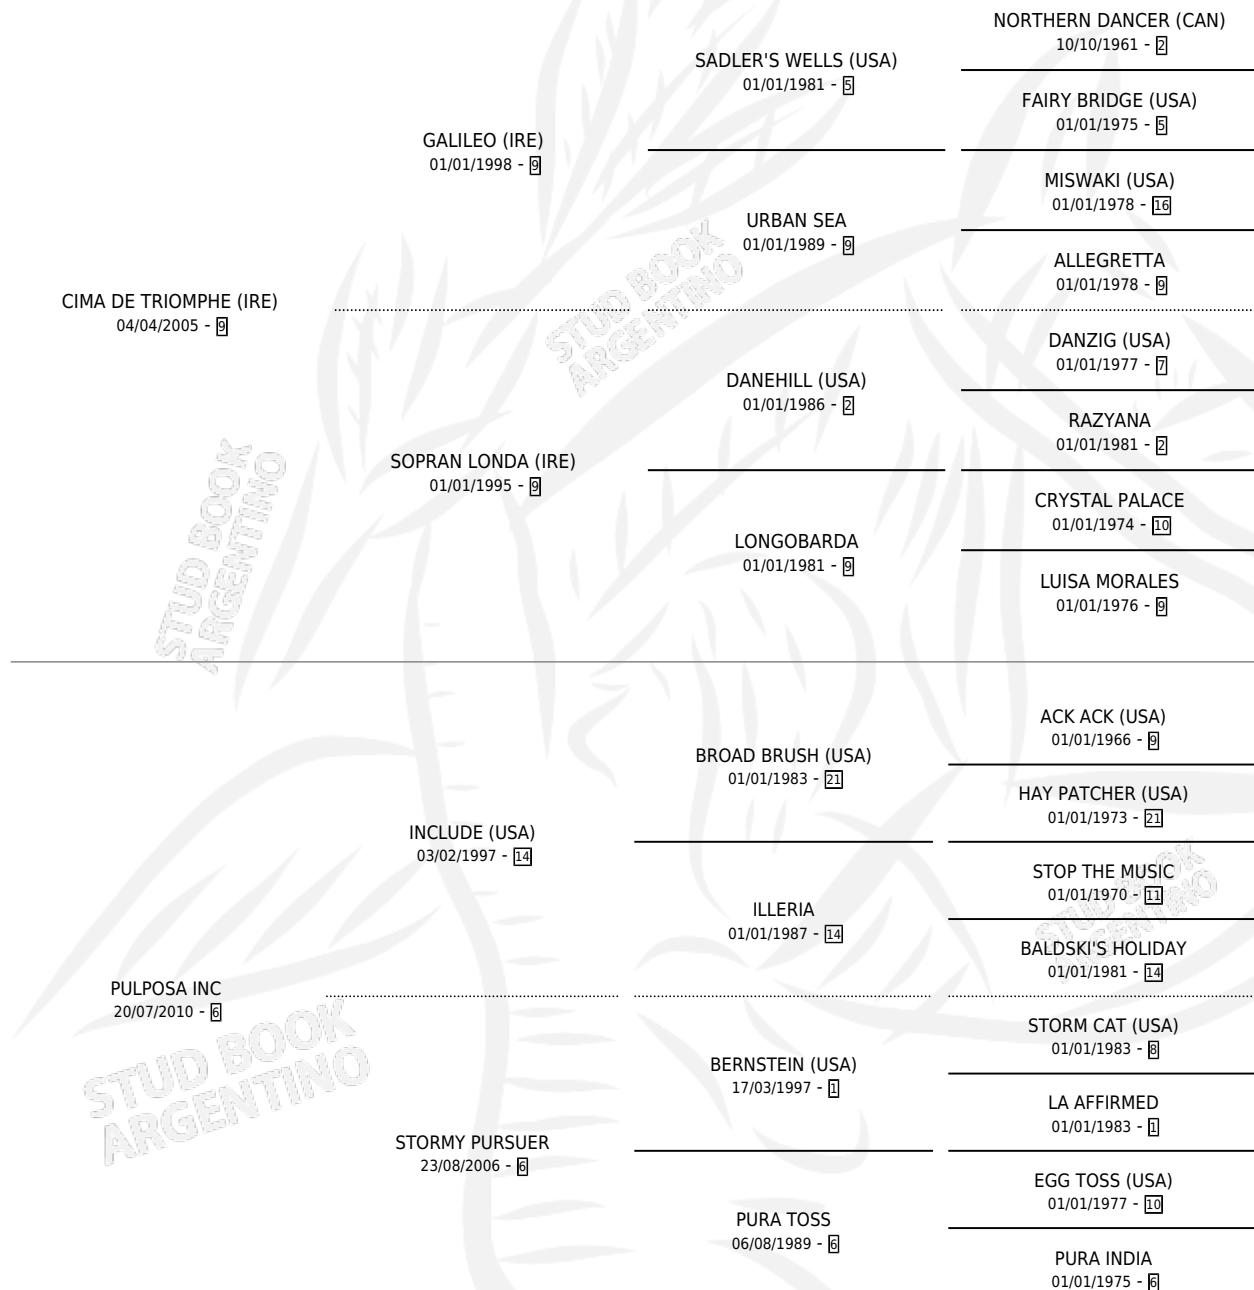 NORTHERN DANCER (CAN)
10/10/1961 - 2
SADLER'S WELLS (USA)
01/01/1981 - 5
FAIRY BRIDGE (USA)
01/01/1975 - 5
GALILEO (IRE)
01/01/1998 - 9
MISWAKI (USA)
01/01/1978 - 16
URBAN SEA
01/01/1989 - 9
ALLEGRETTA
01/01/1978 - 9
CIMA DE TRIOMPHE (IRE)
04/04/2005 - 9
DANZIG (USA)
01/01/1977 - 7
DANEHILL (USA)
01/01/1986 - 2
RAZYANA
01/01/1981 - 2
SOPRAN LONDA (IRE)
01/01/1995 - 9
CRYSTAL PALACE
01/01/1974 - 10
LONGOBARDA
01/01/1981 - 9
LUISA MORALES
01/01/1976 - 9
ACK ACK (USA)
01/01/1966 - 9
BROAD BRUSH (USA)
01/01/1983 - 21
HAY PATCHER (USA)
01/01/1973 - 21
INCLUDE (USA)
03/02/1997 - 14
STOP THE MUSIC
01/01/1970 - 11
ILLERIA
01/01/1987 - 14
BALDSKI'S HOLIDAY
01/01/1981 - 14
PULPOSA INC
20/07/2010 - 6
STORM CAT (USA)
01/01/1983 - 8
BERNSTEIN (USA)
17/03/1997 - 1
LA AFFIRMED
01/01/1983 - 1
STORMY PURSUER
23/08/2006 - 6
EGG TOSS (USA)
01/01/1977 - 10
PURA TOSS
06/08/1989 - 6
PURA INDIA
01/01/1975 - 6
STUD BOOK
ARGENTINO
STUD BOOK
ARGENTINO
STUD BOOK
ARGENTINO
STUD BOOK
ARGENTINO